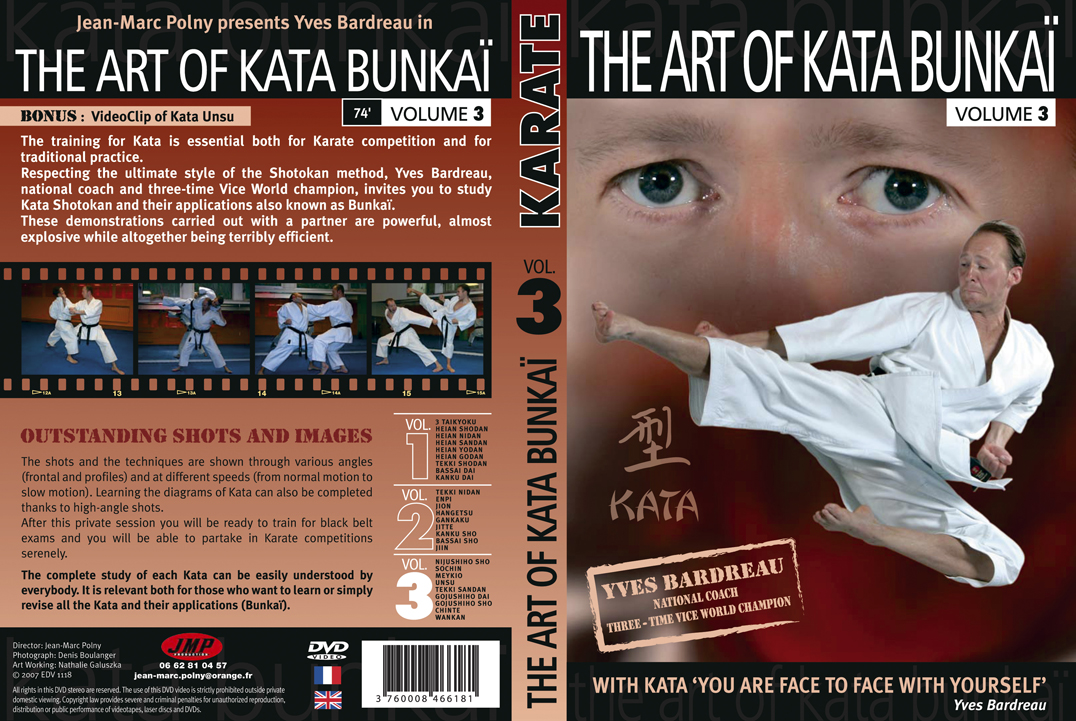 Jean-Marc Polny presents Yves Bardreau in
THE ART OF KATA BUNKAÏ
BONUS : VideoClip of Kata Unsu
74'
VOLUME 3
The training for Kata is essential both for Karate competition and for
traditional practice.
Respecting the ultimate style of the Shotokan method, Yves Bardreau,
national coach and three-time Vice World champion, invites you to study
Kata Shotokan and their applications also known as Bunkaï.
These demonstrations carried out with a partner are powerful, almost
explosive while altogether being terribly efficient.
13A
13
13A
14
14A
15
15A
OUTSTANDING SHOTS AND IMAGES
The shots and the techniques are shown through various angles
(frontal and profiles) and at different speeds (from normal motion to
slow motion). Learning the diagrams of Kata can also be completed
thanks to high-angle shots.
After this private session you will be ready to train for black belt
exams and you will be able to partake in Karate competitions
serenely.
The complete study of each Kata can be easily understood by
everybody. It is relevant both for those who want to learn or simply
revise all the Kata and their applications (Bunkaï).
VOL.
1
3 TAIKYOKU
HEIAN SHODAN
HEIAN NIDAN
HEIAN SANDAN
HEIAN YODAN
HEIAN GODAN
TEKKI SHODAN
BASSAI DAI
KANKU DAI
VOL.
2
TEKKI NIDAN
ENPI
JION
HANGETSU
GANKAKU
JITTE
KANKU SHO
BASSAI SHO
JIIN
VOL.
3
NIJUSHIHO SHO
SOCHIN
MEYKIO
UNSU
TEKKI SANDAN
GOJUSHIHO DAI
GOJUSHIHO SHO
CHINTE
WANKAN
Director: Jean-Marc Polny
Photograph: Denis Boulanger
Art Working: Nathalie Galuszka
© 2007 EDV 1118
JMP
PRODUCTION
06 62 81 04 57
jean-marc.polny@orange.fr
DVD
VIDEO
All rights in this DVD stereo are reserved. The use of this DVD video is strictly prohibited outside private
domestic viewing. Copyright law provides severe and criminal penalties for unauthorized reproduction,
distribution or public performance of videotapes, laser discs and DVDs.
3 760008 466181
KARATE
VOL.
3
THE ART OF KATA BUNKAÏ
kata bunkaï
THE ART OF KATA BUNKAÏ
VOLUME 3
型
KATA
YVES BARDREAU
NATIONAL COACH
THREE-TIME VICE WORLD CHAMPION
WITH KATA ‘YOU ARE FACE TO FACE WITH YOURSELF’
Yves Bardreau